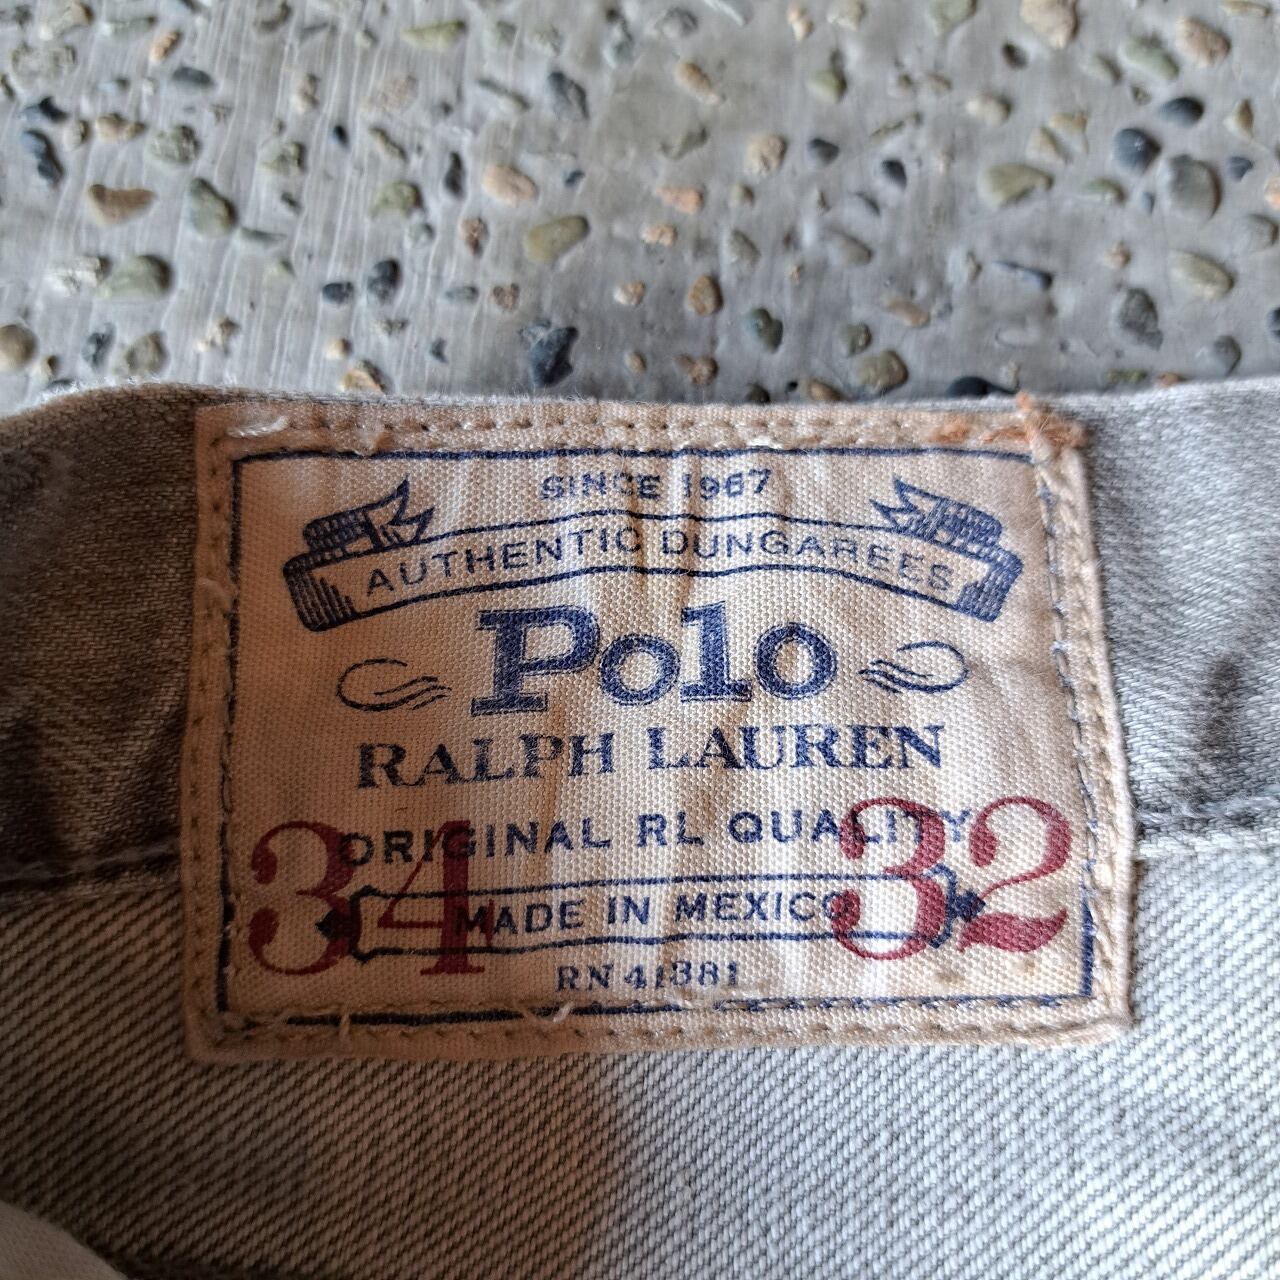 SINCE 1967
AUTHENTIC DUNGAREES
Polo
RALPH LAUREN
ORIGINAL RL QUALITY
34 32
MADE IN MEXICO
RN 41381